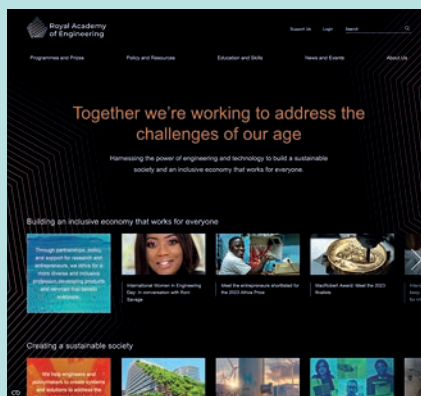 Royal Academy
of Engineering
Support Us Login Search
Programmes and Prizes Policy and Resources Education and Skills News and Events About Us
Together we're working to address the
challenges of our age
Harnessing the power of engineering and technology to build a sustainable
society and an inclusive economy that works for everyone.
Building an inclusive economy that works for everyone
Through partnerships, policy,
and support for research and
entrepreneurs, we strive for a
more diverse and inclusive
profession, developing products
and services that benefit
everyone.
International Women in Engineering
Day: in conversation with Roni
Savage
Meet the entrepreneurs shortlisted for
the 2023 Africa Prize
MacRobert Award: Meet the 2023
finalists
Creating a sustainable society
We help engineers and
policymakers to create systems
and solutions to address the